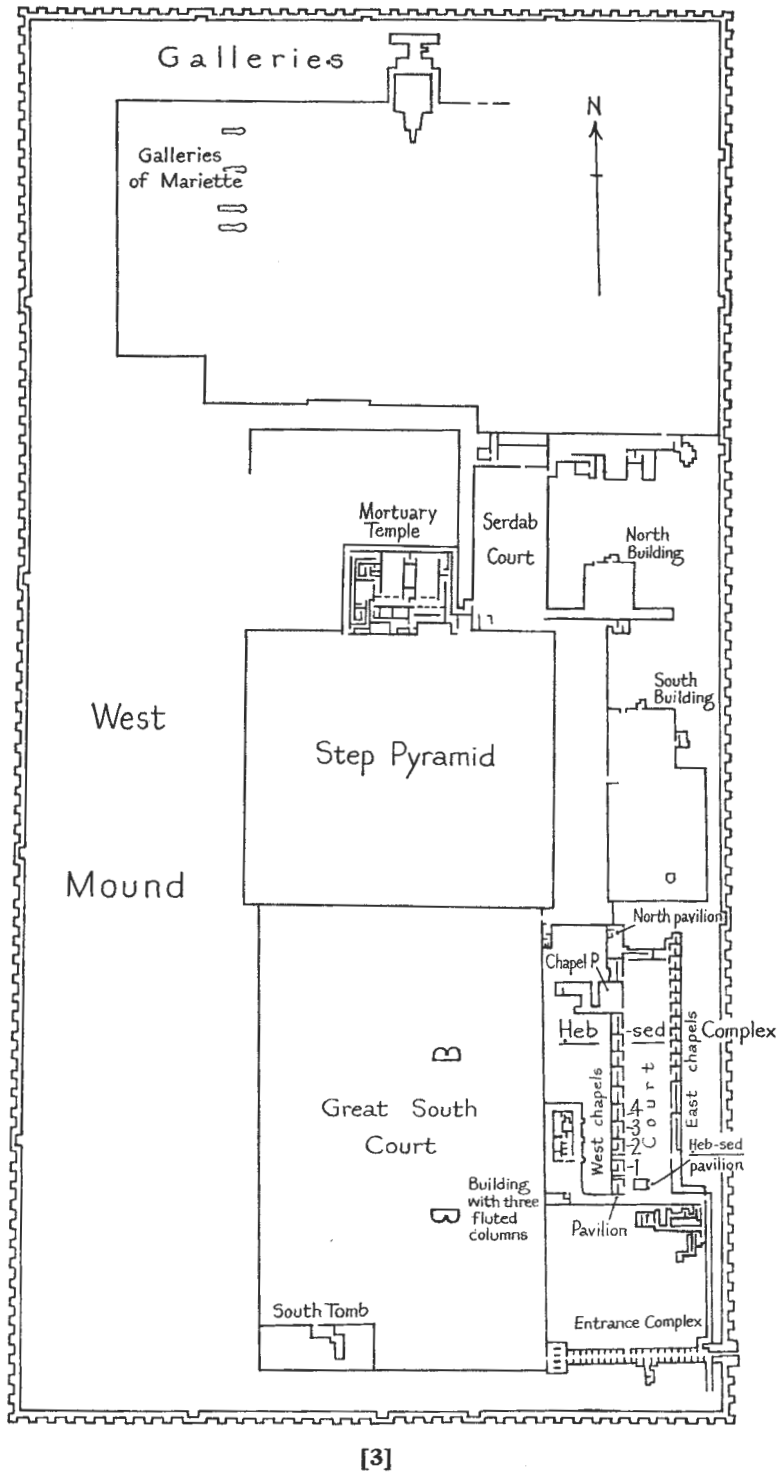 Galleries
N
Galleries
of Mariette
Mortuary
Temple
Serdab
Court
North
Building
South
Building
West
Step Pyramid
Mound
North pavilion
Chapel P.
Heb -sed Complex
Court
West chapels
East chapels
4
3
2
1
Great South
Court
Heb-sed
pavilion
Building
with three
fluted
columns
Pavilion
South Tomb
Entrance Complex
[3]